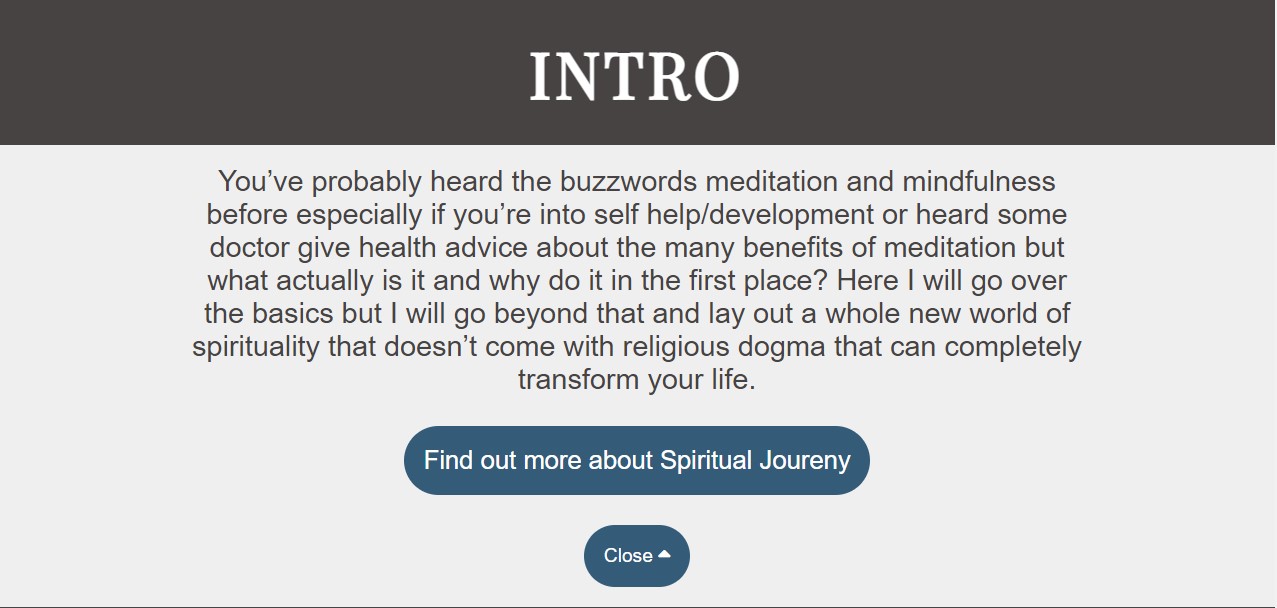 INTRO
You’ve probably heard the buzzwords meditation and mindfulness
before especially if you’re into self help/development or heard some
doctor give health advice about the many benefits of meditation but
what actually is it and why do it in the first place? Here I will go over
the basics but I will go beyond that and lay out a whole new world of
spirituality that doesn’t come with religious dogma that can completely
transform your life.
Find out more about Spiritual Joureny
Close